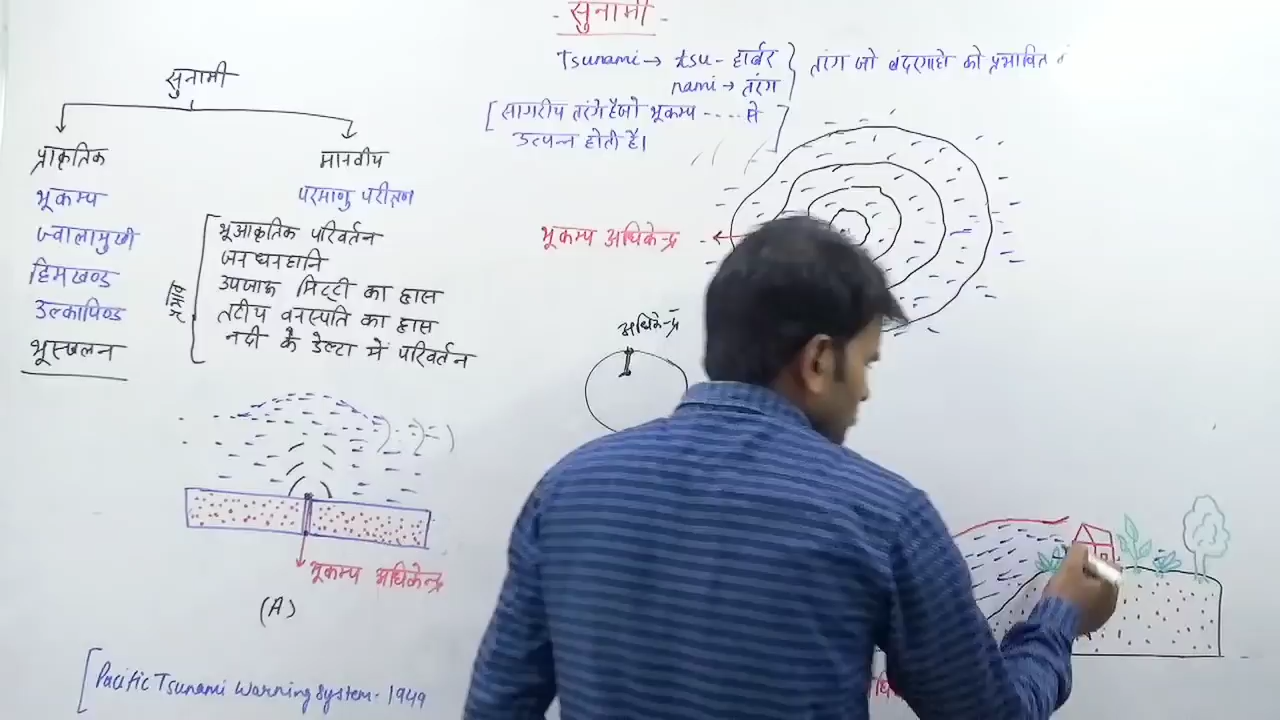 - सुनामी -
Tsunami → tsu - हार्बर
nami → तरंग
तरंग जो बंदरगाहो को प्रभावित
[ सागरीय तरंगे है जो भूकम्प ---- से
उत्पन्न होती है। ]
सुनामी
प्राकृतिक
मानवीय
भूकम्प
ज्वालामुखी
हिमखण्ड
उल्कापिण्ड
भूस्खलन
परमाणु परीक्षण
प्रभाव
भूआकृतिक परिवर्तन
जन धन हानि
उपजाऊ मिट्टी का ह्रास
तटीय वनस्पति का ह्रास
नदी के डेल्टा में परिवर्तन
भूकम्प अधिकेन्द्र
अधिकेन्द्र
भूकम्प अधिकेन्द्र
(A)
[ Pacific Tsunami Warning System - 1949